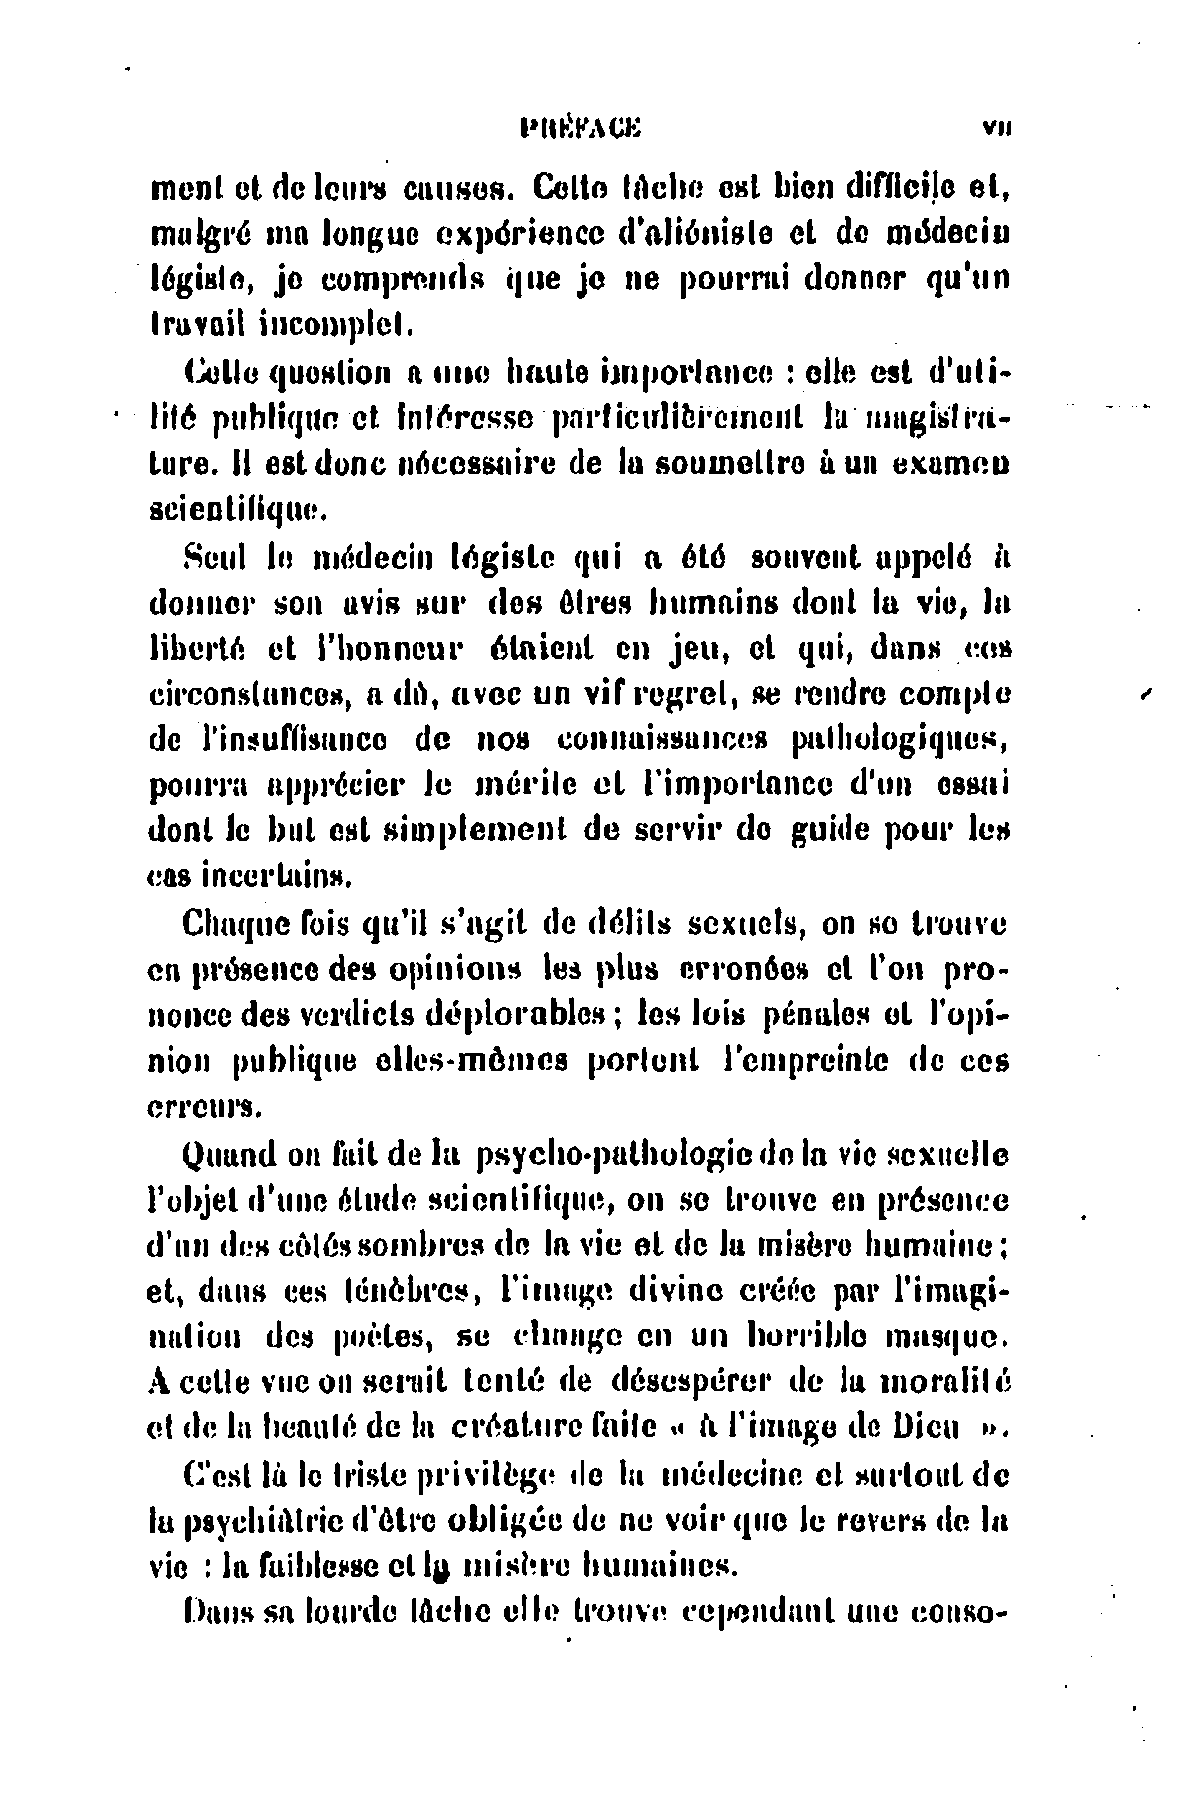 PRÉFACE VII
ment et de leurs causes. Cette tâche est bien difficile et,
malgré ma longue expérience d'aliéniste et de médecin
légiste, je comprends que je ne pourrai donner qu'un
travail incomplet.
Cette question a une haute importance : elle est d'uti-
lité publique et intéresse particulièrement la magistra-
ture. Il est donc nécessaire de la soumettre à un examen
scientifique.
Seul le médecin légiste qui a été souvent appelé à
donner son avis sur des êtres humains dont la vie, la
liberté et l'honneur étaient en jeu, et qui, dans ces
circonstances, a dû, avec un vif regret, se rendre compte
de l'insuffisance de nos connaissances pathologiques,
pourra apprécier le mérite et l'importance d'un essai
dont le but est simplement de servir de guide pour les
cas incertains.
Chaque fois qu'il s'agit de délits sexuels, on se trouve
en présence des opinions les plus erronées et l'on pro-
nonce des verdicts déplorables ; les lois pénales et l'opi-
nion publique elles-mêmes portent l'empreinte de ces
erreurs.
Quand on fait de la psycho-pathologie de la vie sexuelle
l'objet d'une étude scientifique, on se trouve en présence
d'un des côtés sombres de la vie et de la misère humaine ;
et, dans ces ténèbres, l'image divine créée par l'imagi-
nation des poètes, se change en un horrible masque.
A cette vue on serait tenté de désespérer de la moralité
et de la beauté de la créature faite « à l'image de Dieu ».
C'est là le triste privilège de la médecine et surtout de
la psychiâtrie d'être obligée de ne voir que le revers de la
vie : la faiblesse et la misère humaines.
Dans sa lourde tâche elle trouve cependant une conso-